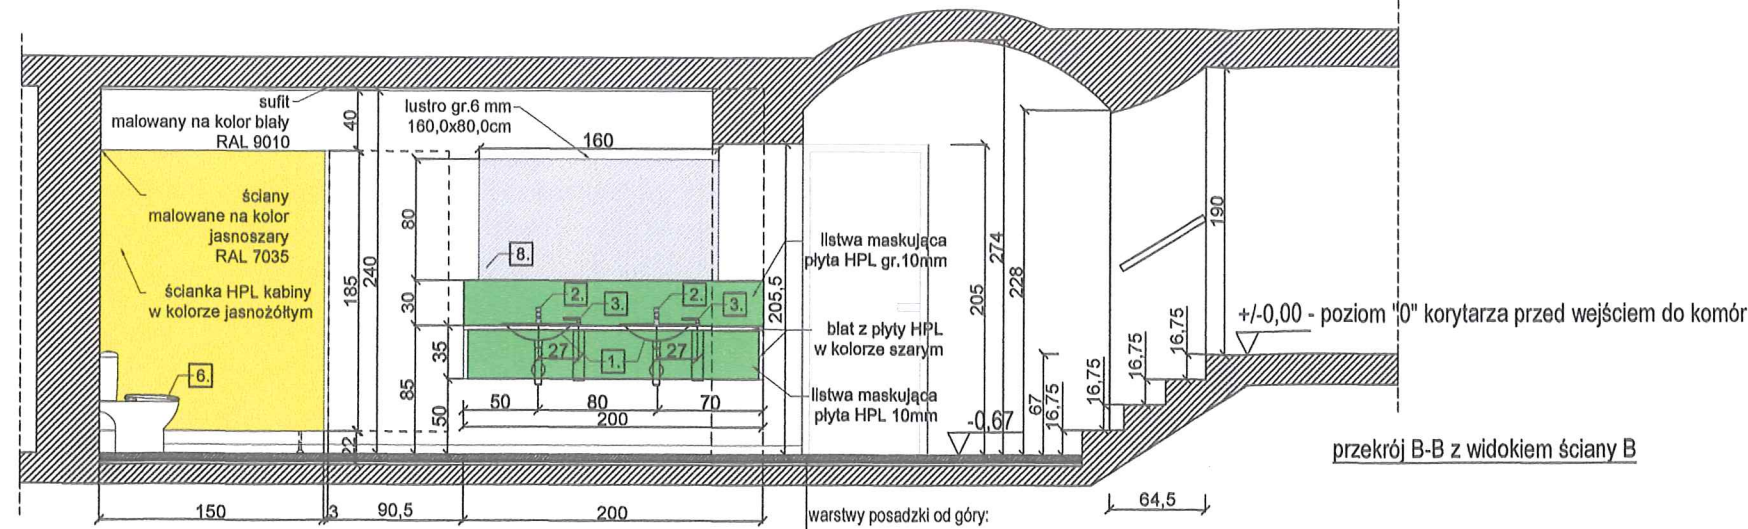 sufit
malowany na kolor biały
RAL 9010
40
lustro gr.6 mm
160,0x80,0cm
160
ściany
malowane na kolor
jasnoszary
RAL 7035
ścianka HPL kabiny
w kolorze jasnożółtym
185
240
80
30
35
85
50
22
8.
2.
3.
2.
3.
27
1.
27
6.
50
80
70
200
listwa maskująca
płyta HPL gr.10mm
205,5
blat z płyty HPL
w kolorze szarym
listwa maskująca
płyta HPL 10mm
205
274
228
190
-0,67
67
16,75
16,75
16,75
16,75
+/-0,00 - poziom "0" korytarza przed wejściem do komór
przekrój B-B z widokiem ściany B
150
3
90,5
200
64,5
warstwy posadzki od góry: